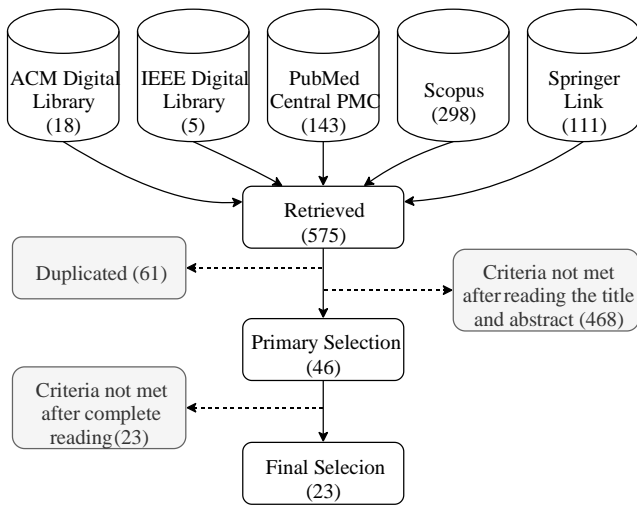 ACM Digital
Library
(18)
IEEE Digital
Library
(5)
PubMed
Central PMC
(143)
Scopus
(298)
Springer
Link
(111)
Retrieved
(575)
Duplicated (61)
Criteria not met
after reading the title
and abstract (468)
Primary Selection
(46)
Criteria not met
after complete
reading (23)
Final Selecion
(23)